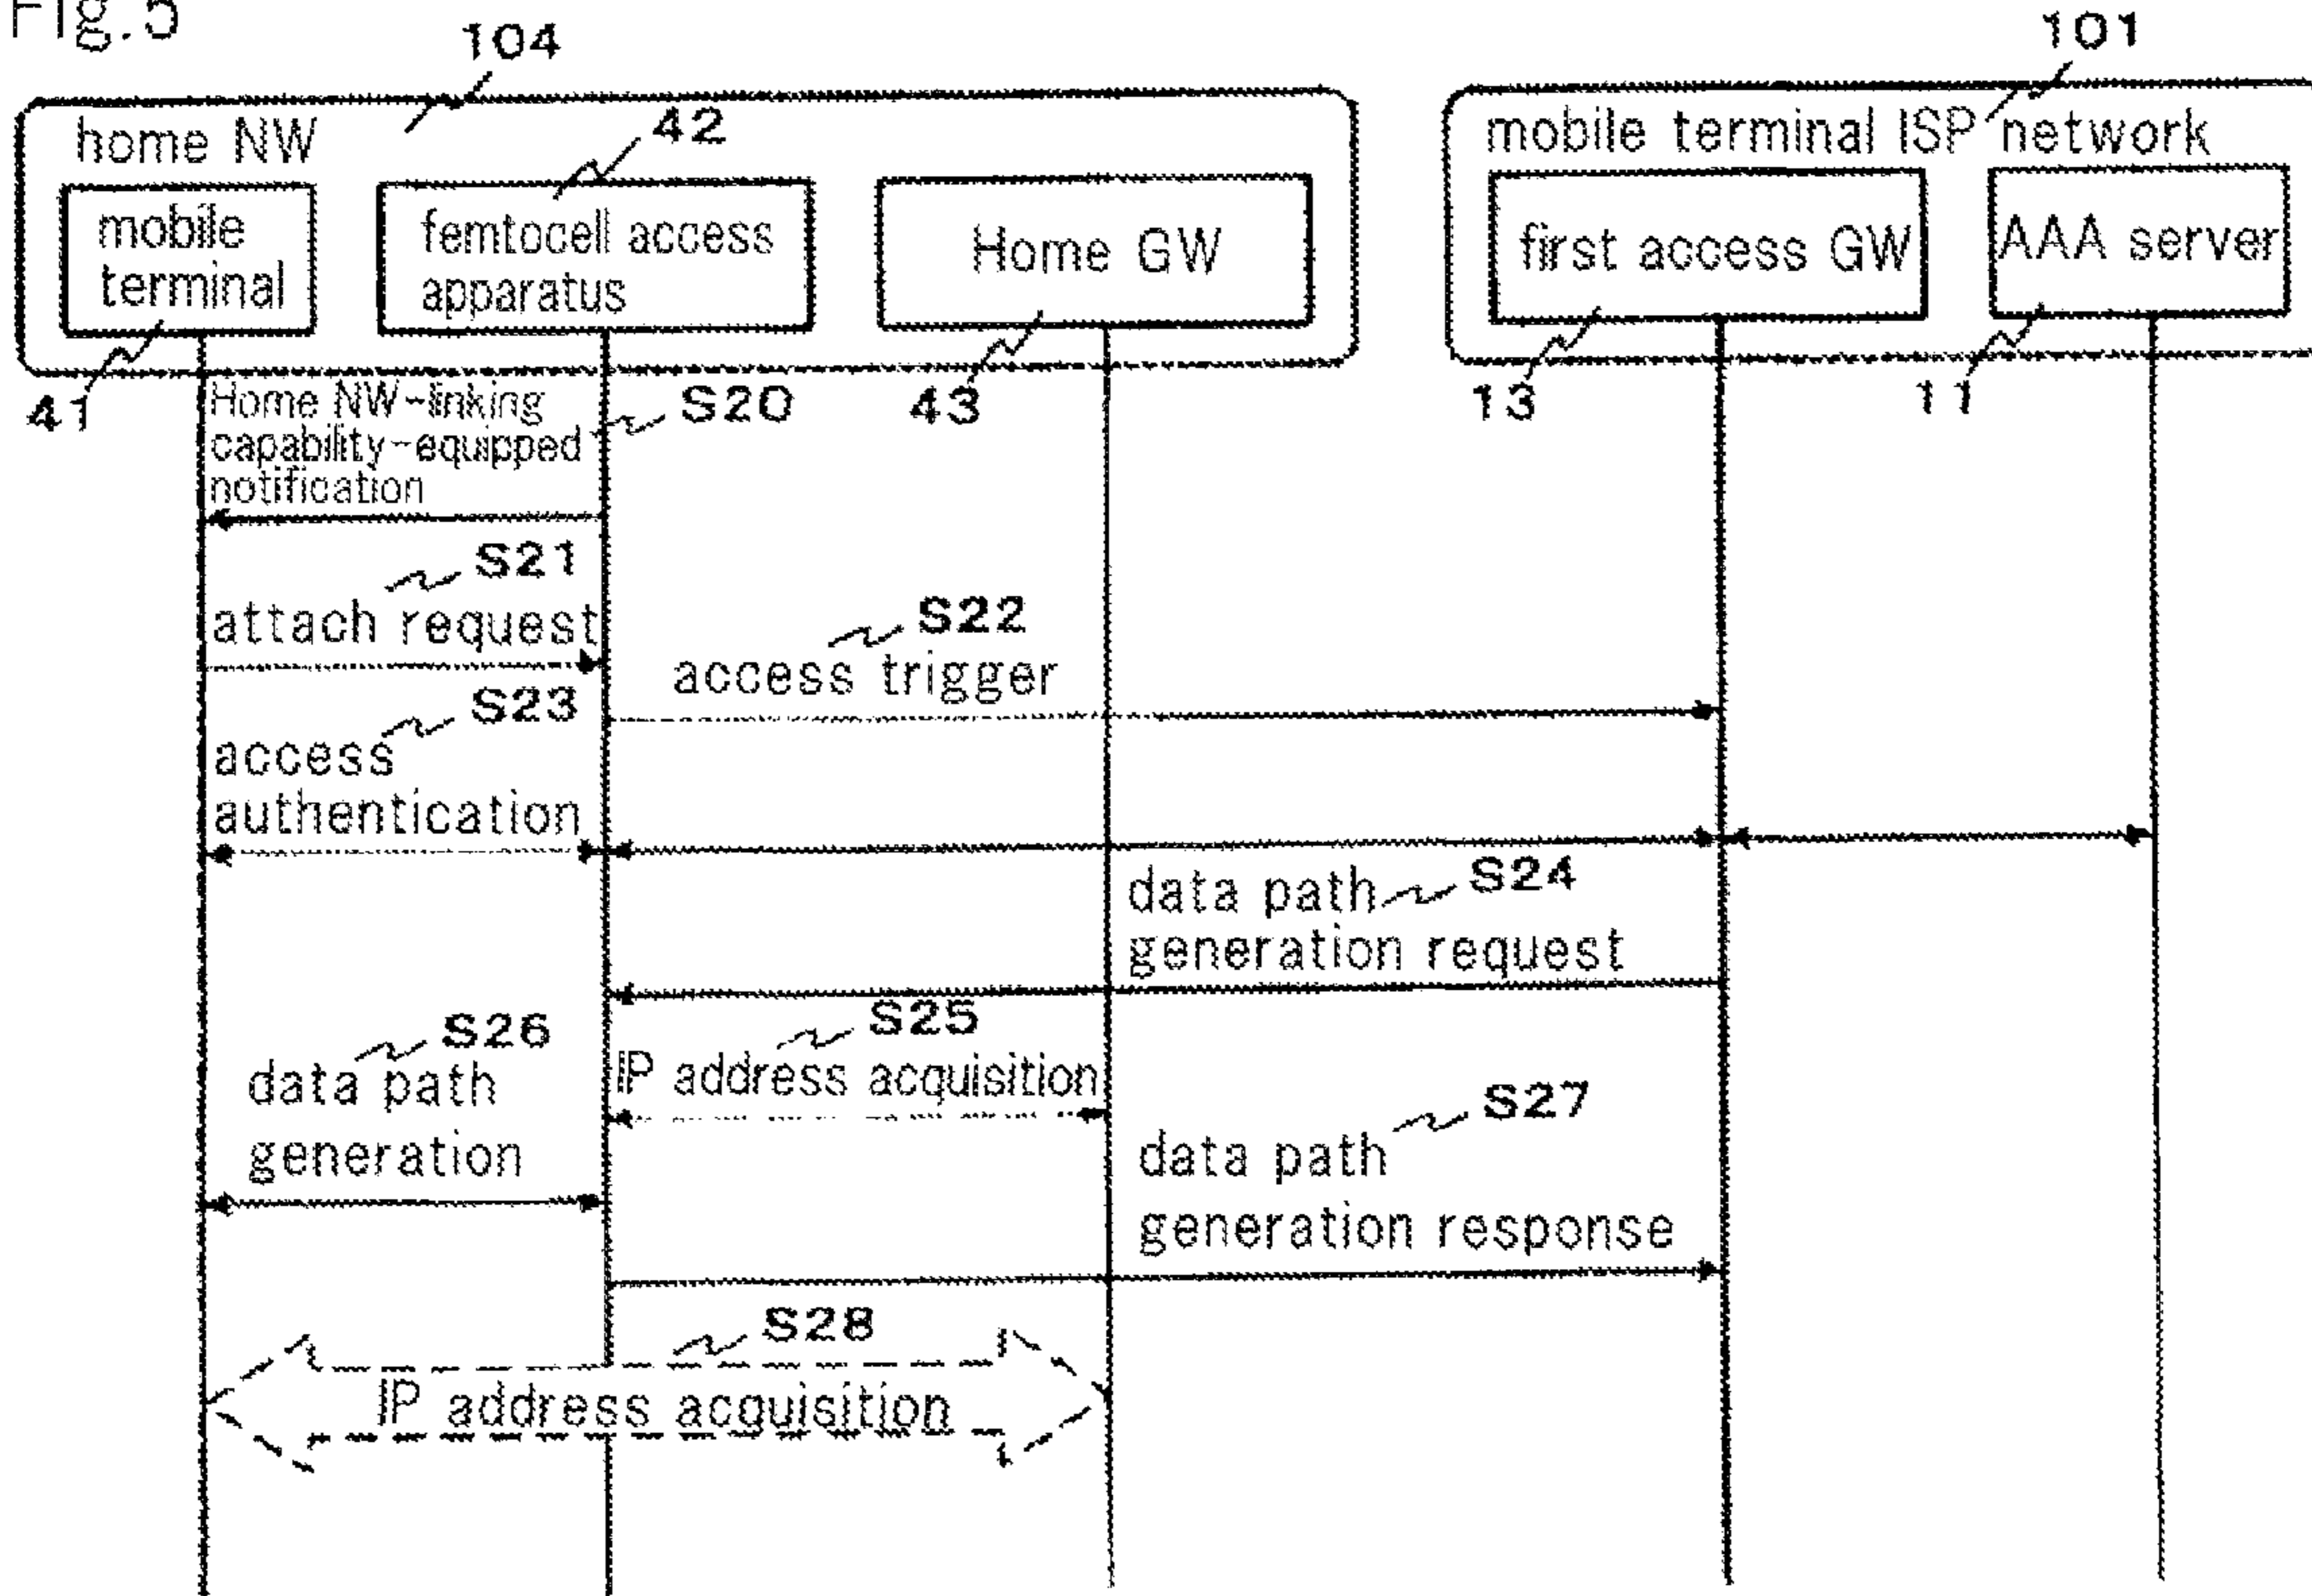 Fig.5
104
101
home NW
42
mobile terminal ISP network
mobile
terminal
femtocell access
apparatus
Home GW
first access GW
AAA server
41
43
13
11
Home NW-linking
capability-equipped
notification
S20
S21
attach request
S22
access trigger
S23
access
authentication
data path
generation request
S24
S25
IP address acquisition
S26
data path
generation
S27
data path
generation response
S28
IP address acquisition